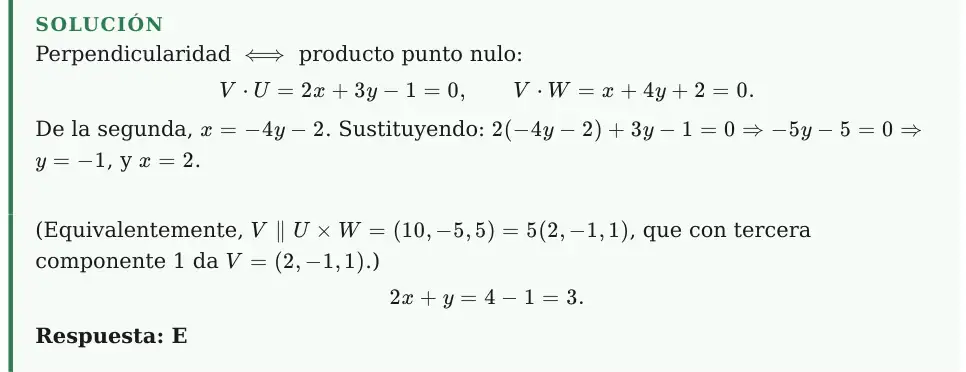 SOLUCIÓN
Perpendicularidad ⟺ producto punto nulo:
V · U = 2x + 3y − 1 = 0, V · W = x + 4y + 2 = 0.
De la segunda, x = −4y − 2. Sustituyendo: 2(−4y − 2) + 3y − 1 = 0 ⇒ −5y − 5 = 0 ⇒
y = −1, y x = 2.
(Equivalentemente, V ∥ U × W = (10, −5, 5) = 5(2, −1, 1), que con tercera
componente 1 da V = (2, −1, 1).)
2x + y = 4 − 1 = 3.
Respuesta: E